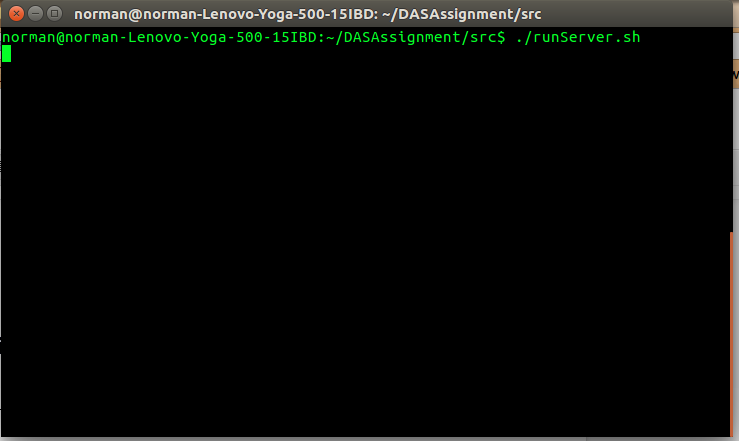 norman@norman-Lenovo-Yoga-500-15IBD: ~/DASAssignment/src
norman@norman-Lenovo-Yoga-500-15IBD:~/DASAssignment/src$ ./runServer.sh